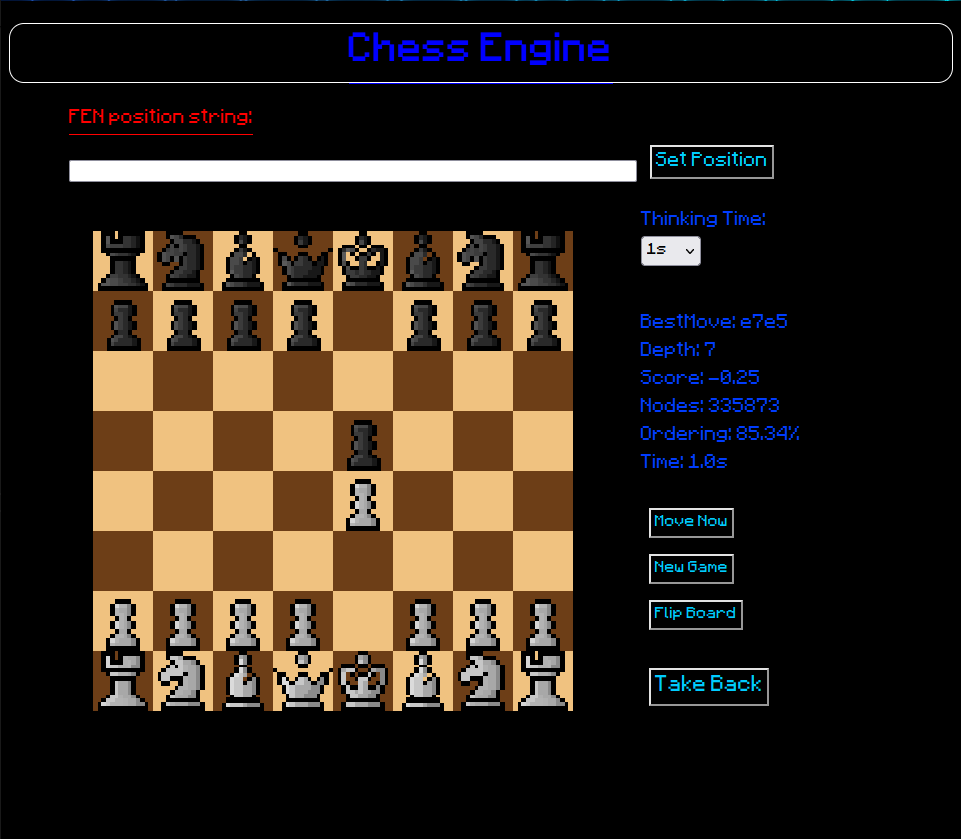 Chess Engine
FEN position string:
Set Position
Thinking Time:
1s
BestMove: e7e5
Depth: 7
Score: -0.25
Nodes: 335873
Ordering: 85.34%
Time: 1.0s
Move Now
New Game
Flip Board
Take Back